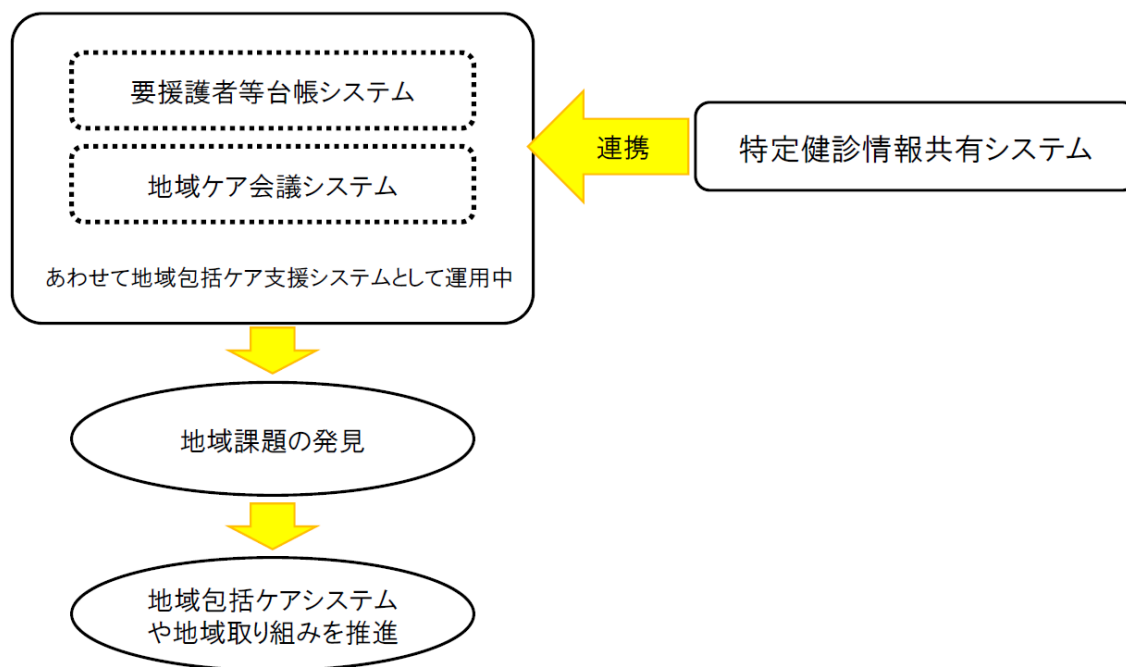 要援護者等台帳システム
地域ケア会議システム
あわせて地域包括ケア支援システムとして運用中
連携
特定健診情報共有システム
地域課題の発見
地域包括ケアシステム
や地域取り組みを推進